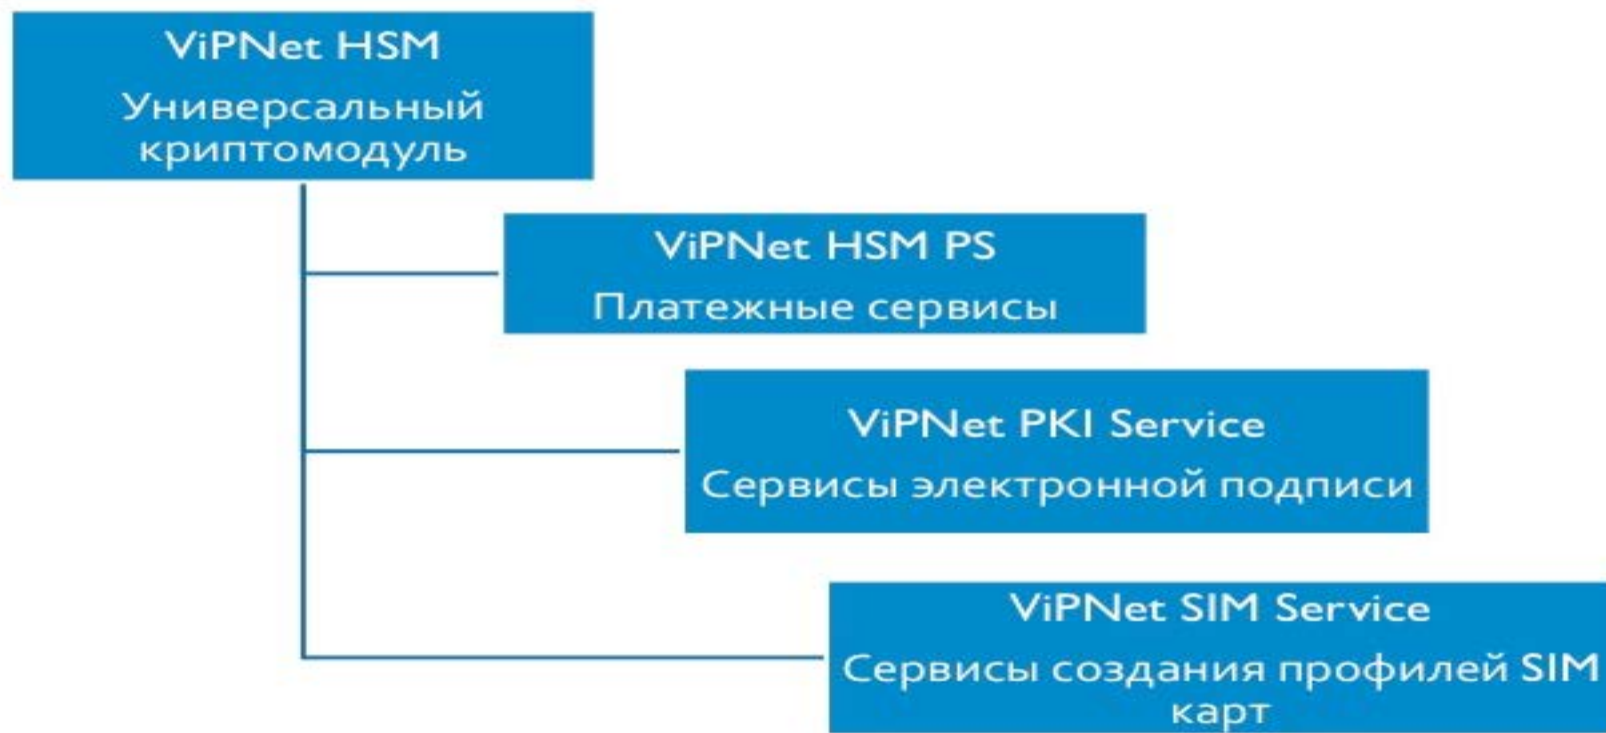 ViPNet HSM
Универсальный
криптомодуль
ViPNet HSM PS
Платежные сервисы
ViPNet PKI Service
Сервисы электронной подписи
ViPNet SIM Service
Сервисы создания профилей SIM
карт